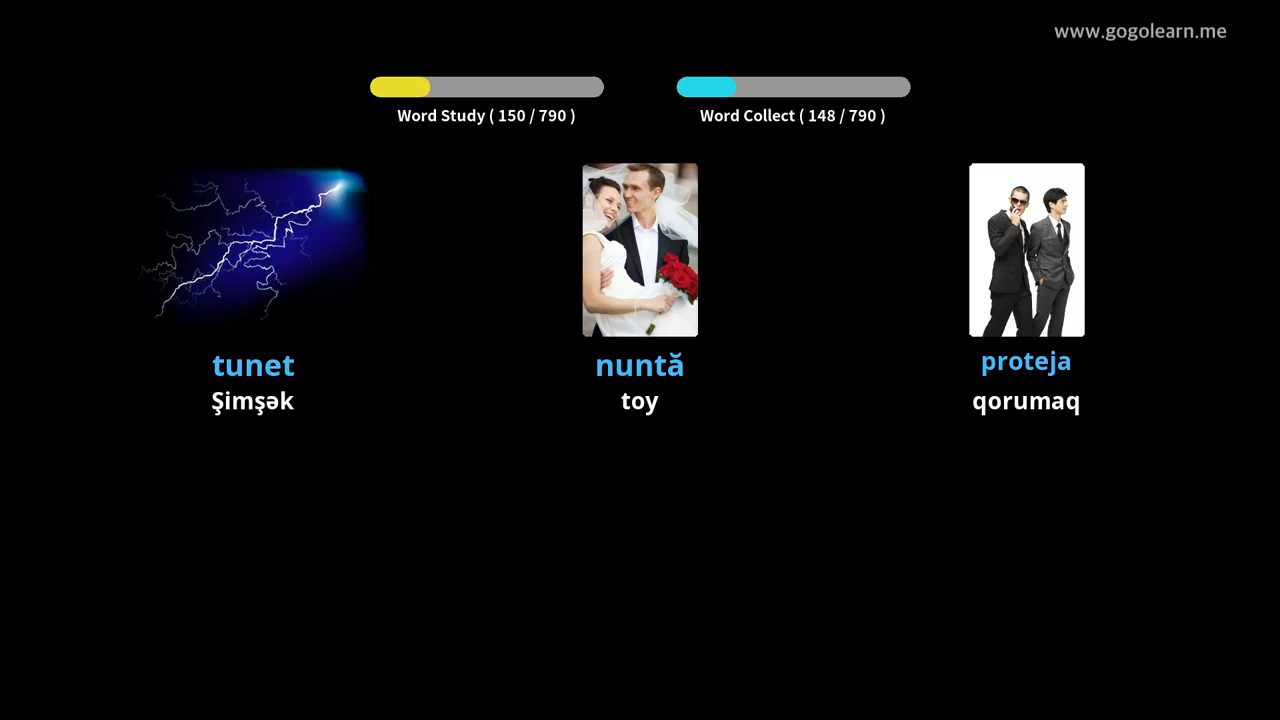 www.gogolearn.me
Word Study ( 150 / 790 )
Word Collect ( 148 / 790 )
tunet
Şimşək
nuntă
toy
proteja
qorumaq